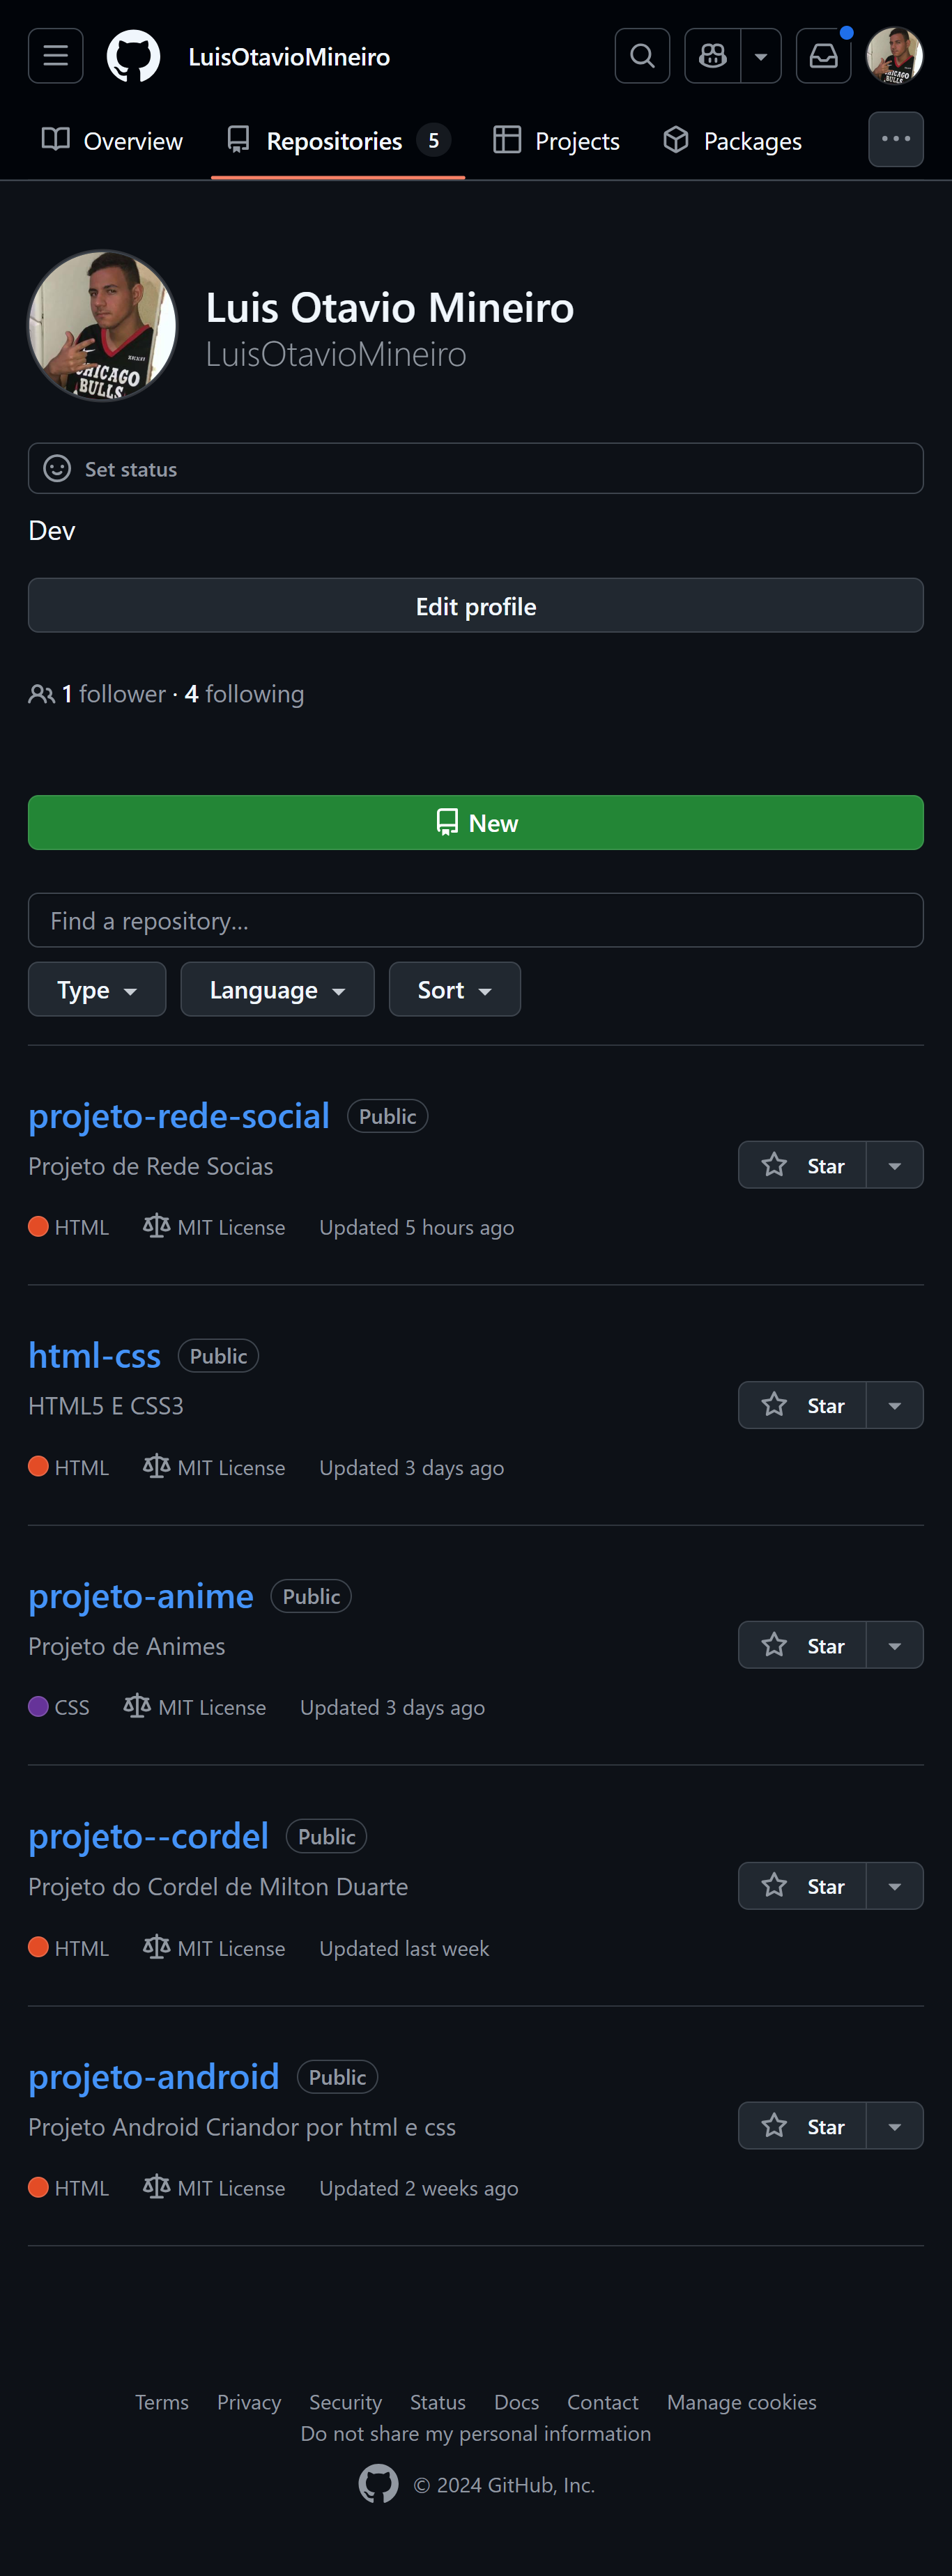 LuisOtavioMineiro
Overview Repositories 5 Projects Packages
Luis Otavio Mineiro
LuisOtavioMineiro
CHICAGO
BULLS
Set status
Dev
Edit profile
1 follower · 4 following
New
Find a repository...
Type Language Sort
projeto-rede-social Public
Projeto de Rede Socias
Star
HTML MIT License Updated 5 hours ago
html-css Public
HTML5 E CSS3
Star
HTML MIT License Updated 3 days ago
projeto-anime Public
Projeto de Animes
Star
CSS MIT License Updated 3 days ago
projeto--cordel Public
Projeto do Cordel de Milton Duarte
Star
HTML MIT License Updated last week
projeto-android Public
Projeto Android Criandor por html e css
Star
HTML MIT License Updated 2 weeks ago
Terms Privacy Security Status Docs Contact Manage cookies
Do not share my personal information
© 2024 GitHub, Inc.